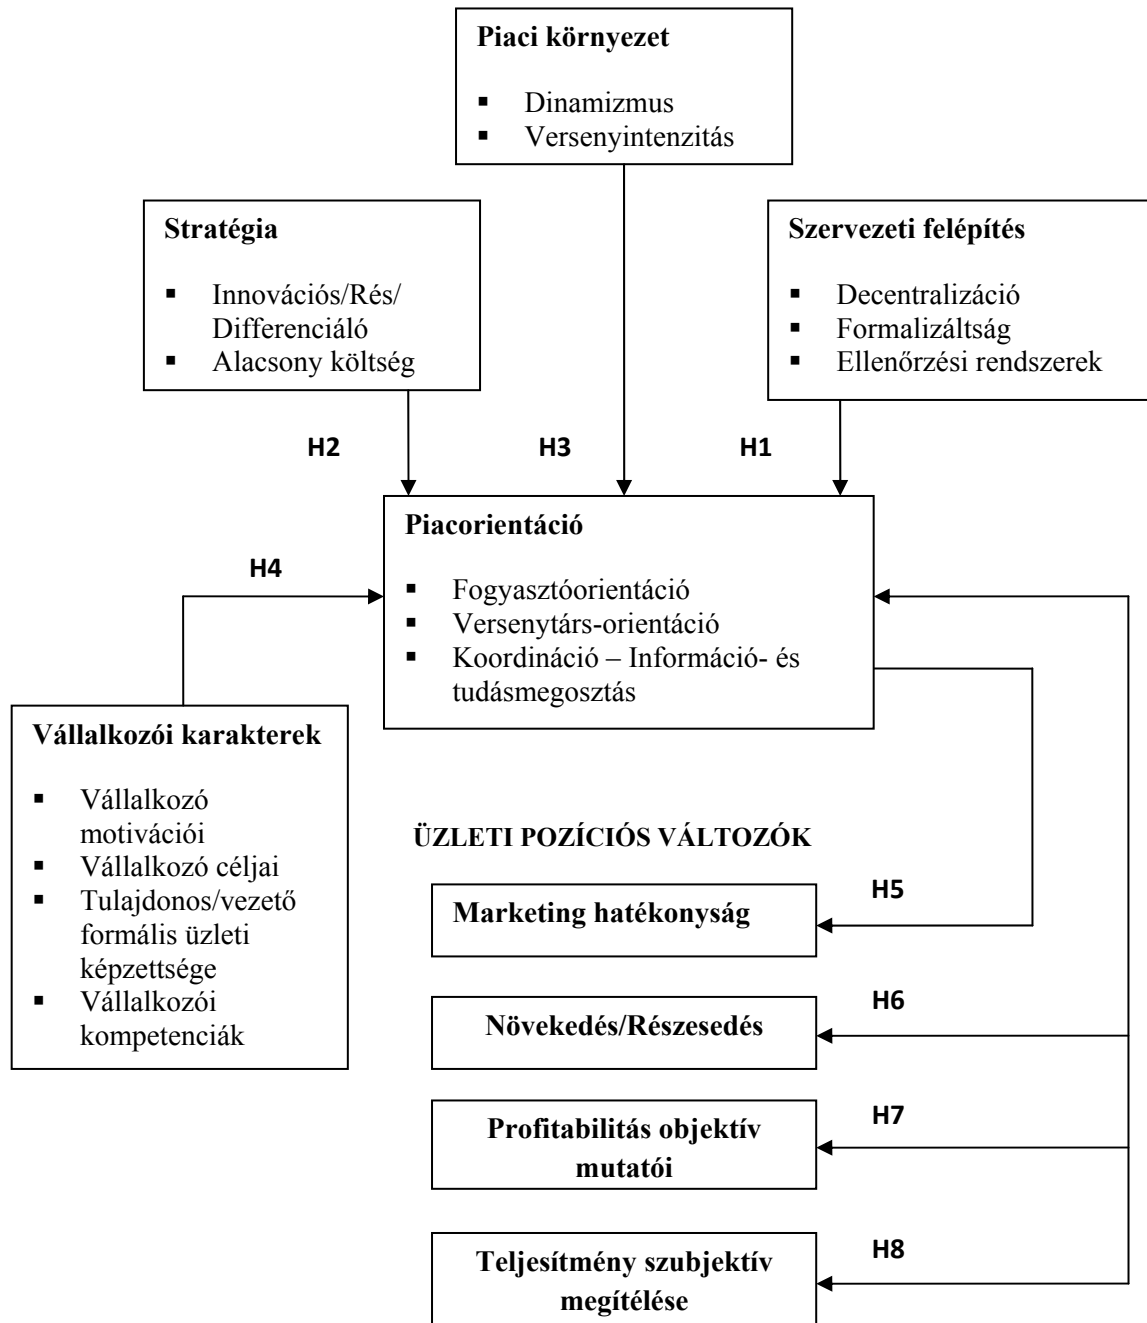 Piaci környezet
▪ Dinamizmus
▪ Versenyintenzitás
Stratégia
▪ Innovációs/Rés/
Differenciáló
▪ Alacsony költség
Szervezeti felépítés
▪ Decentralizáció
▪ Formalizáltság
▪ Ellenőrzési rendszerek
H2
H3
H1
Piacorientáció
▪ Fogyasztóorientáció
▪ Versenytárs-orientáció
▪ Koordináció – Információ- és
tudásmegosztás
H4
Vállalkozói karakterek
▪ Vállalkozó
motivációi
▪ Vállalkozó céljai
▪ Tulajdonos/vezető
formális üzleti
képzettsége
▪ Vállalkozói
kompetenciák
ÜZLETI POZÍCIÓS VÁLTOZÓK
H5
Marketing hatékonyság
H6
Növekedés/Részesedés
H7
Profitabilitás objektív
mutatói
H8
Teljesítmény szubjektív
megítélése